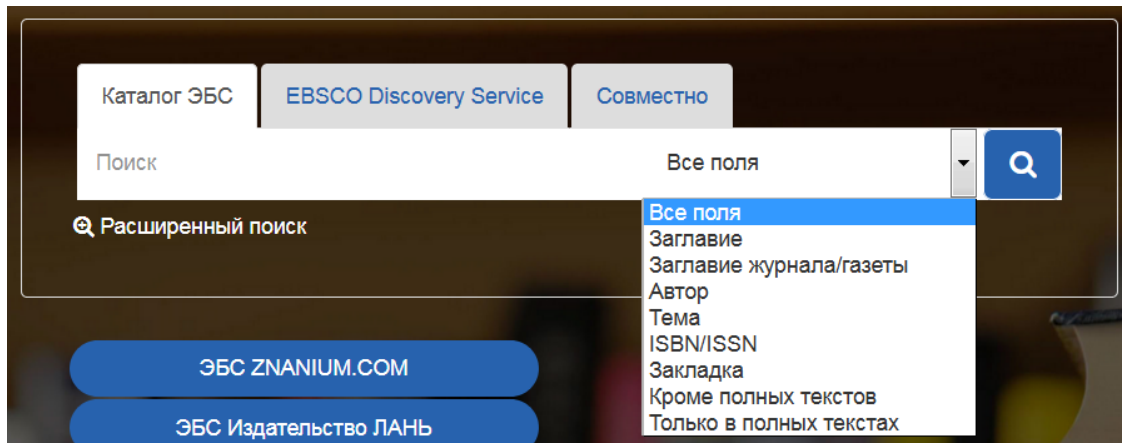 Каталог ЭБС
EBSCO Discovery Service
Совместно
Поиск
Все поля
Расширенный поиск
Все поля
Заглавие
Заглавие журнала/газеты
Автор
Тема
ISBN/ISSN
Закладка
Кроме полных текстов
Только в полных текстах
ЭБС ZNANIUM.COM
ЭБС Издательство ЛАНЬ